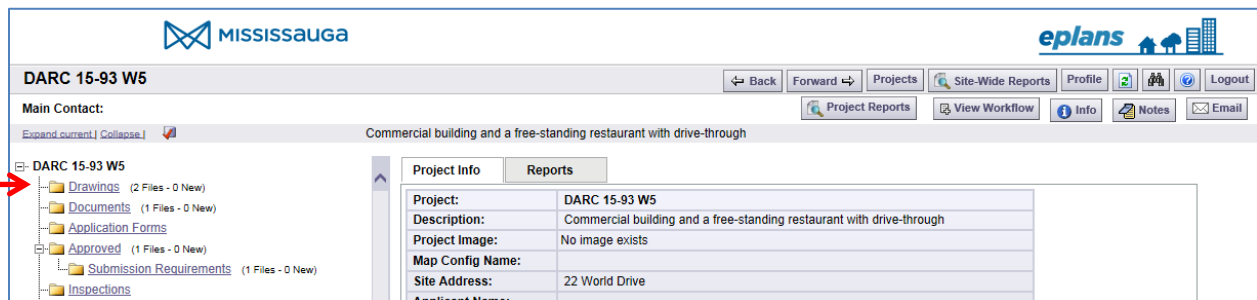 MISSISSAUGA
eplans
DARC 15-93 W5
Back Forward Projects Site-Wide Reports Profile Logout
Main Contact:
Project Reports View Workflow Info Notes Email
Expand current | Collapse |
Commercial building and a free-standing restaurant with drive-through
DARC 15-93 W5
Drawings (2 Files - 0 New)
Documents (1 Files - 0 New)
Application Forms
Approved (1 Files - 0 New)
Submission Requirements (1 Files - 0 New)
Inspections
Project Info Reports
Project: DARC 15-93 W5
Description: Commercial building and a free-standing restaurant with drive-through
Project Image: No image exists
Map Config Name:
Site Address: 22 World Drive
Applicant Name: